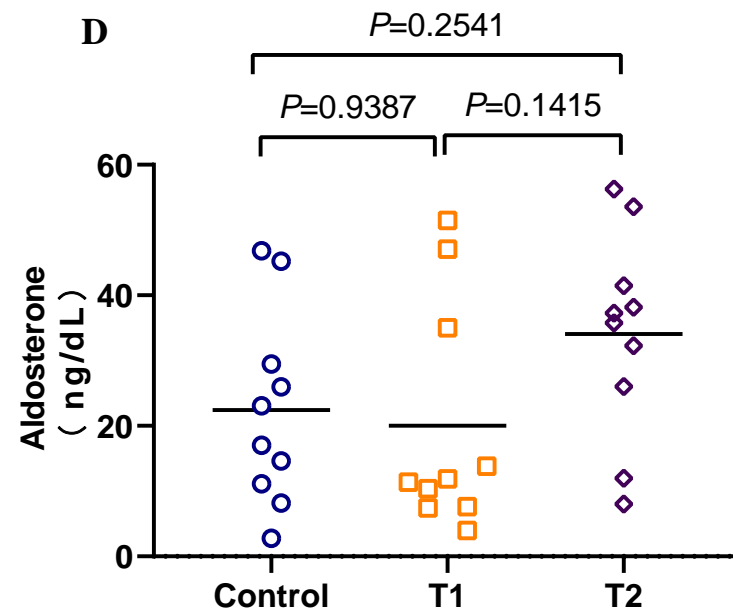 D
P=0.2541
P=0.9387
P=0.1415
60
40
20
0
Aldosterone
（ng/dL）
Control
T1
T2